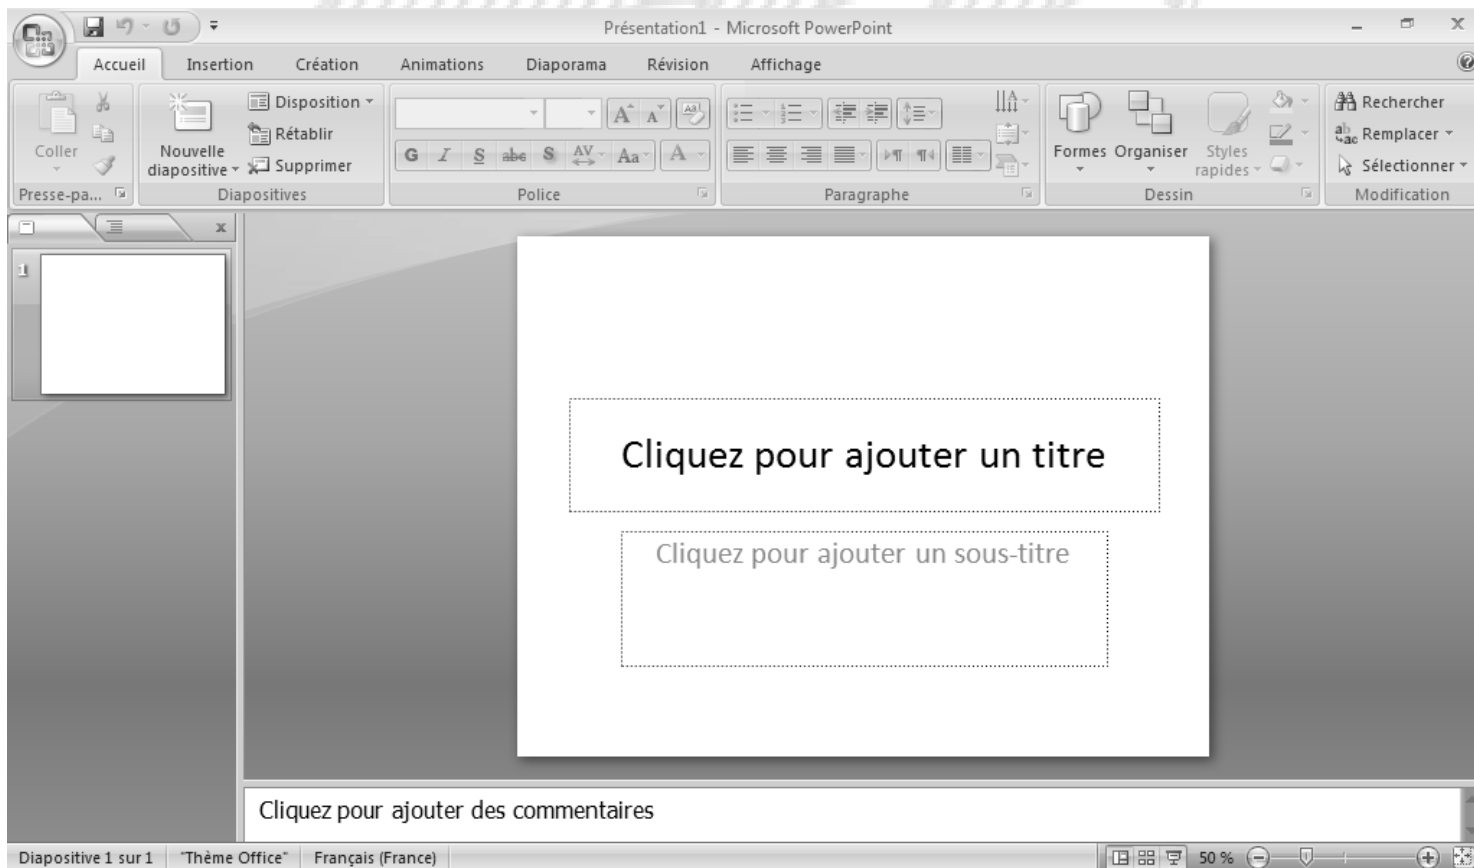 Présentation1 - Microsoft PowerPoint
Accueil Insertion Création Animations Diaporama Révision Affichage
Coller
Presse-pa...
Nouvelle
diapositive
Disposition
Rétablir
Supprimer
Diapositives
G I S abc S AV Aa A
Police
Paragraphe
Formes Organiser Styles
rapides
Dessin
Rechercher
Remplacer
Sélectionner
Modification
1
Cliquez pour ajouter un titre
Cliquez pour ajouter un sous-titre
Cliquez pour ajouter des commentaires
Diapositive 1 sur 1 "Thème Office" Français (France) 50 %